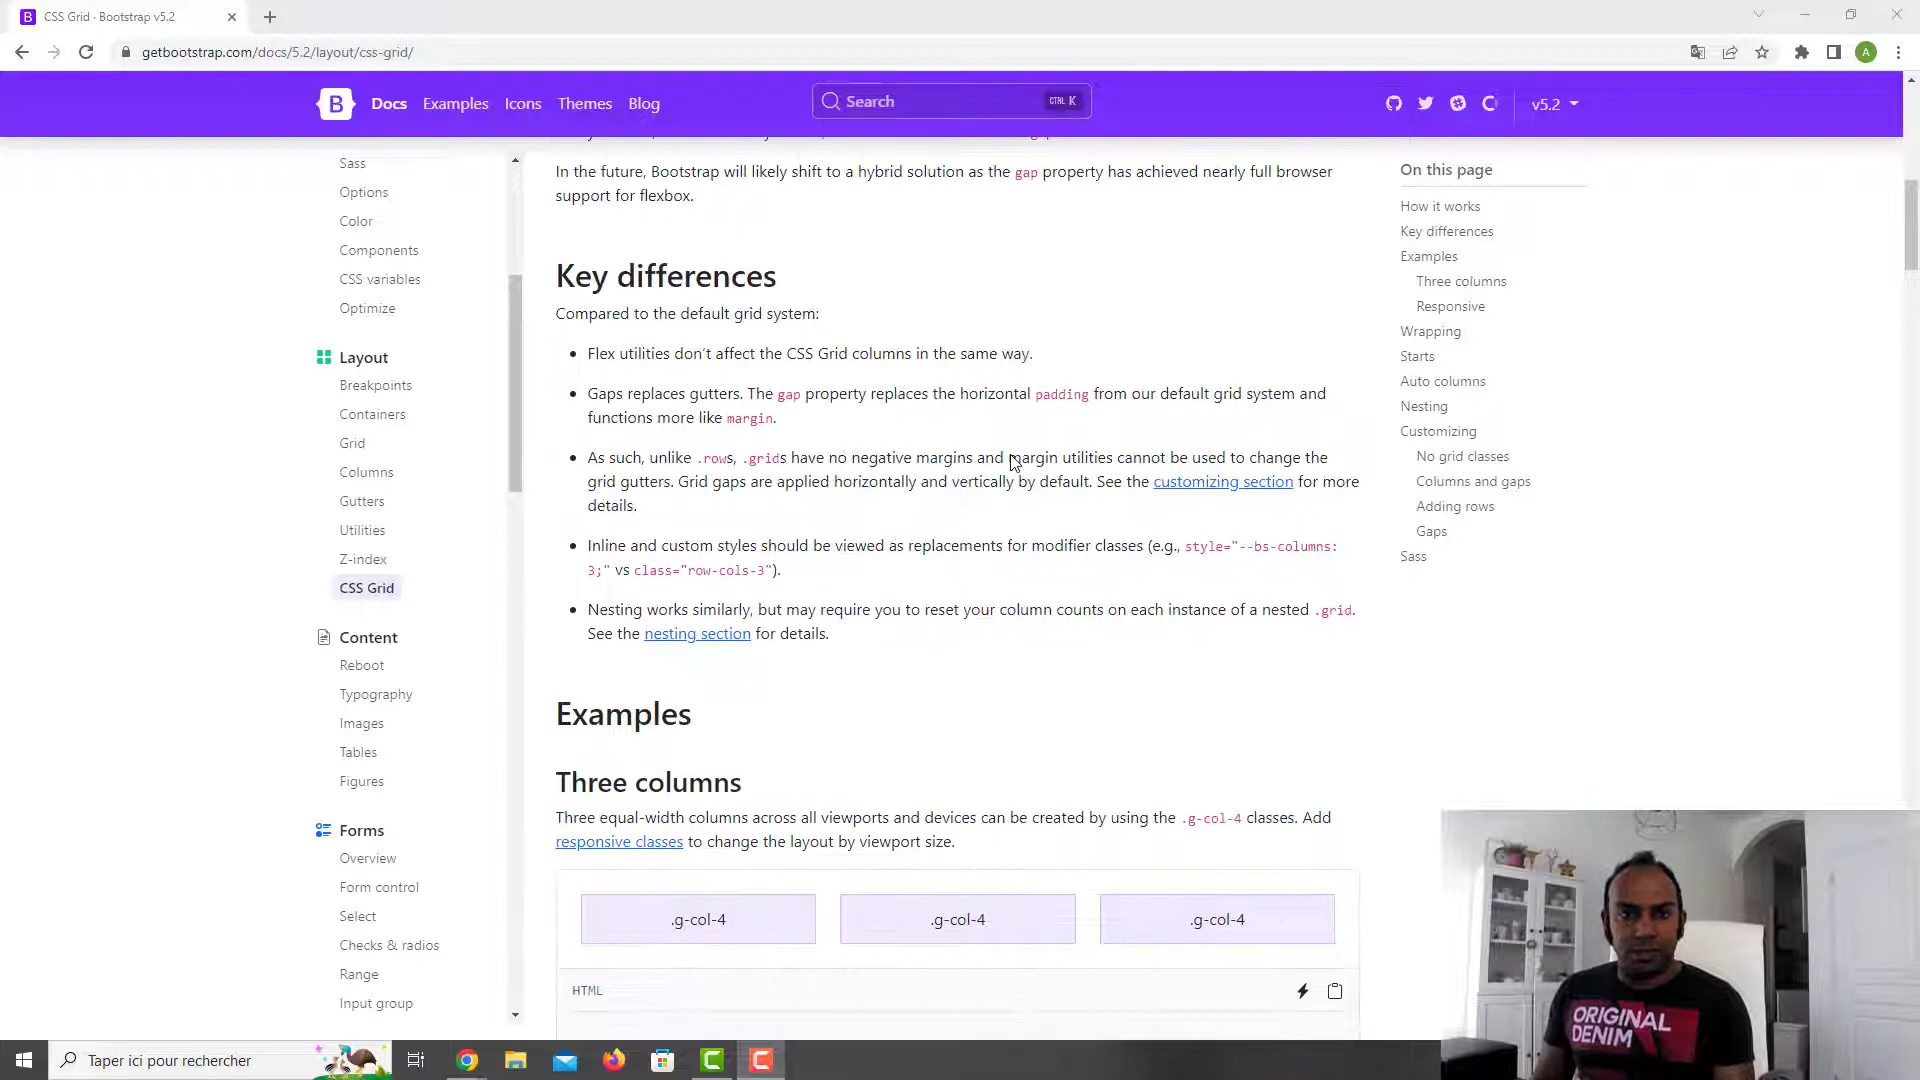 CSS Grid · Bootstrap v5.2
getbootstrap.com/docs/5.2/layout/css-grid/
A
B
Docs
Examples
Icons
Themes
Blog
Search
CTRL K
v5.2
Sass
Options
Color
Components
CSS variables
Optimize
Layout
Breakpoints
Containers
Grid
Columns
Gutters
Utilities
Z-index
CSS Grid
Content
Reboot
Typography
Images
Tables
Figures
Forms
Overview
Form control
Select
Checks & radios
Range
Input group
In the future, Bootstrap will likely shift to a hybrid solution as the gap property has achieved nearly full browser
support for flexbox.
Key differences
Compared to the default grid system:
Flex utilities don't affect the CSS Grid columns in the same way.
Gaps replaces gutters. The gap property replaces the horizontal padding from our default grid system and
functions more like margin.
As such, unlike .rows, .grids have no negative margins and margin utilities cannot be used to change the
grid gutters. Grid gaps are applied horizontally and vertically by default. See the customizing section for more
details.
Inline and custom styles should be viewed as replacements for modifier classes (e.g., style="--bs-columns:
3;" vs class="row-cols-3").
Nesting works similarly, but may require you to reset your column counts on each instance of a nested .grid.
See the nesting section for details.
Examples
Three columns
Three equal-width columns across all viewports and devices can be created by using the .g-col-4 classes. Add
responsive classes to change the layout by viewport size.
.g-col-4
.g-col-4
.g-col-4
HTML
On this page
How it works
Key differences
Examples
Three columns
Responsive
Wrapping
Starts
Auto columns
Nesting
Customizing
No grid classes
Columns and gaps
Adding rows
Gaps
Sass
ORIGINAL
DENIM
Taper ici pour rechercher